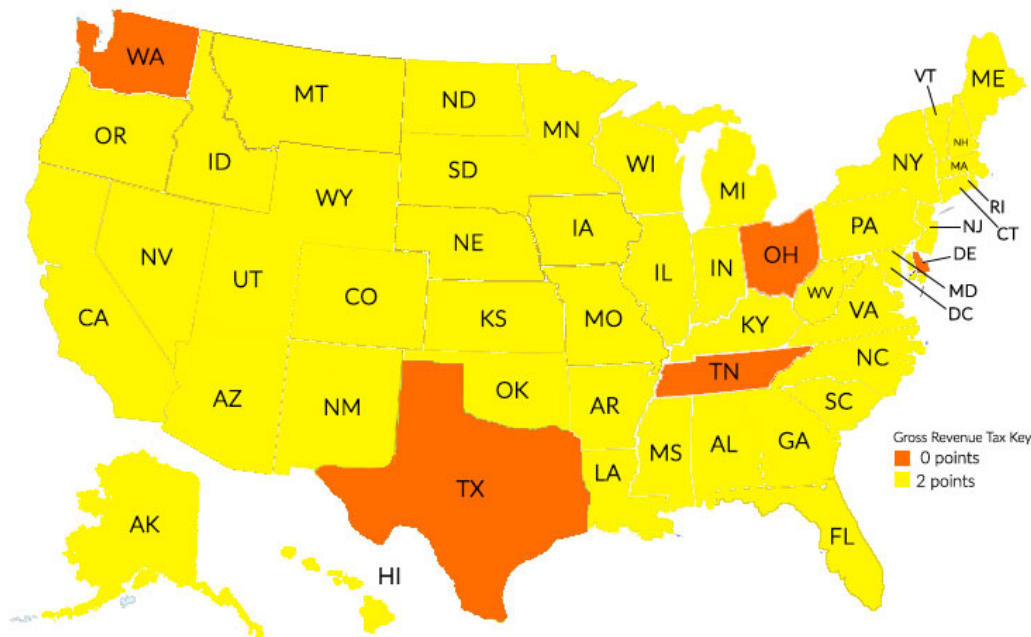 WA
MT
ND
MN
VT
ME
OR
ID
SD
WI
MI
NY
NH
MA
WY
RI
CT
NJ
IA
NE
PA
NV
UT
IL
IN
OH
DE
MD
DC
CO
WV
VA
CA
KS
MO
KY
NC
AZ
NM
OK
TN
AR
SC
MS
AL
GA
LA
TX
Gross Revenue Tax Key
0 points
2 points
AK
FL
HI